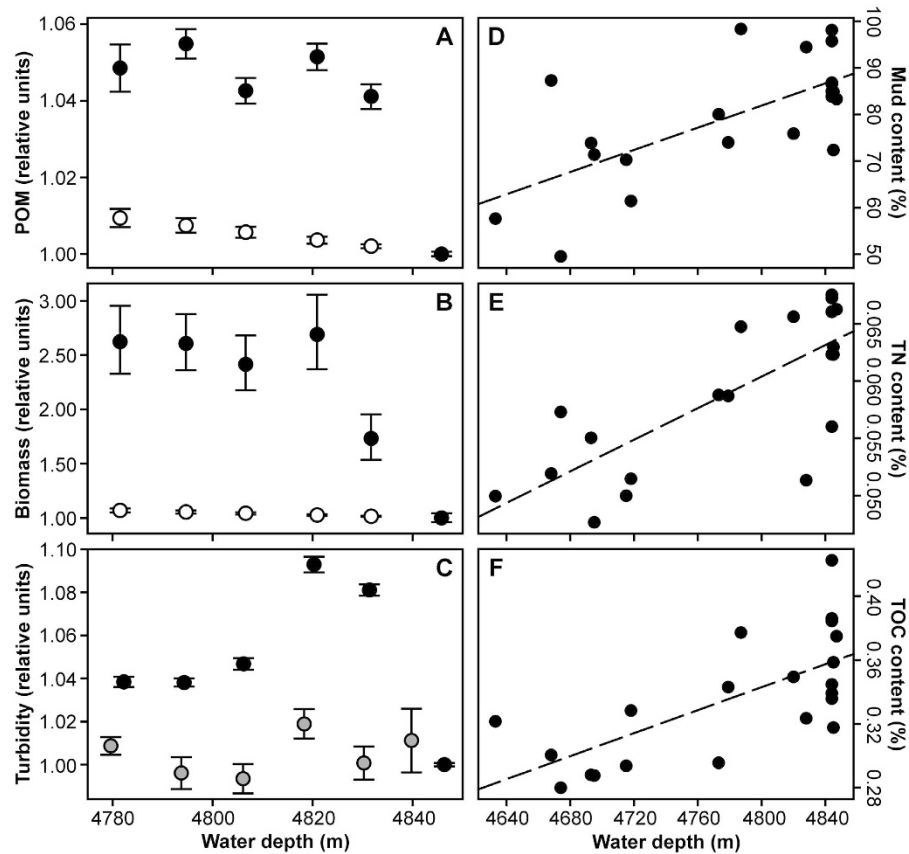 A
POM (relative units)
1.06
1.04
1.02
1.00
4780 4800 4820 4840
B
Biomass (relative units)
3.00
2.50
2.00
1.50
1.00
C
Turbidity (relative units)
1.10
1.08
1.06
1.04
1.02
1.00
4780 4800 4820 4840
Water depth (m)
D
Mud content (%)
100
90
80
70
60
50
E
TN content (%)
0.065
0.060
0.055
0.050
F
TOC content (%)
0.40
0.36
0.32
0.28
4640 4680 4720 4760 4800 4840
Water depth (m)